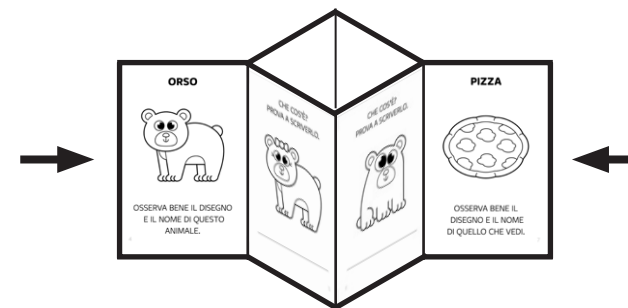 ORSO
OSSERVA BENE IL DISEGNO
E IL NOME DI QUESTO
ANIMALE.
CHE COS'È?
PROVA A SCRIVERLO.
CHE COS'È?
PROVA A SCRIVERLO.
PIZZA
OSSERVA BENE IL
DISEGNO E IL NOME
DI QUELLO CHE VEDI.